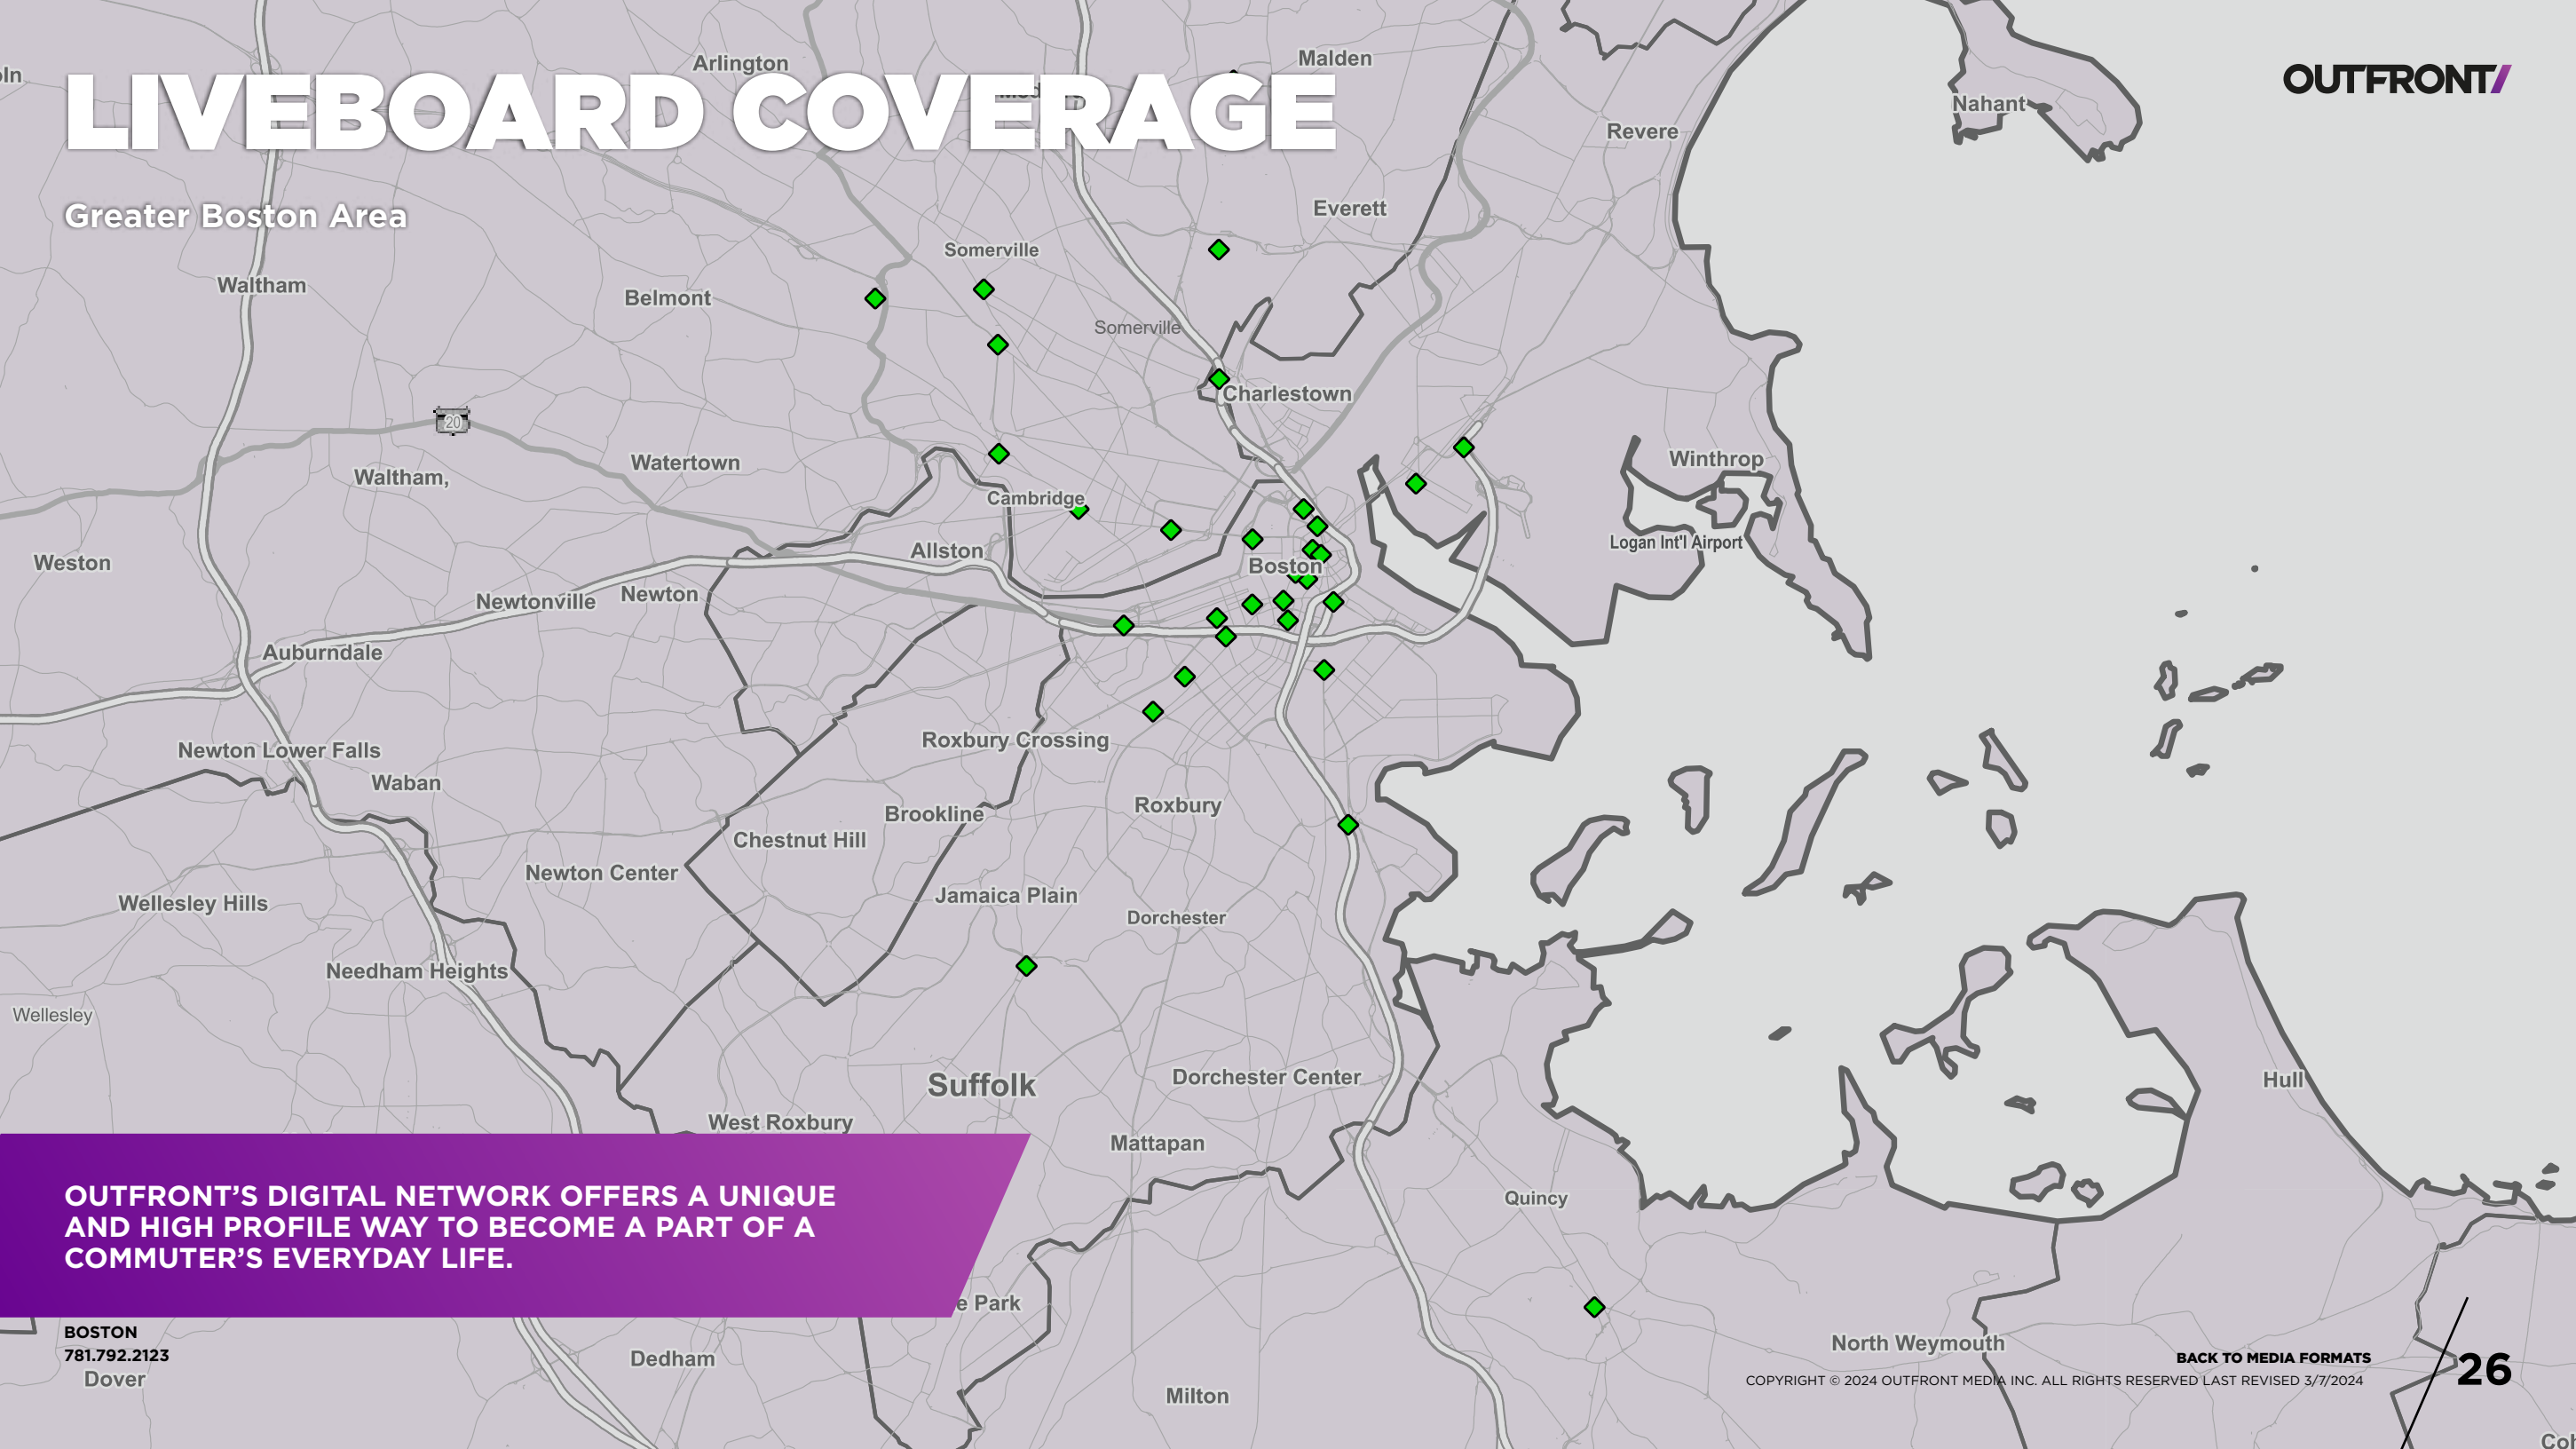 Arlington
Malden
LIVEBOARD COVERAGE
OUTFRONT/
Nahant
Revere
Greater Boston Area
Everett
Somerville
Waltham
Belmont
Somerville
Charlestown
20
Watertown
Winthrop
Waltham,
Cambridge
Logan Int'l Airport
Allston
Weston
Boston
Newtonville
Newton
Auburndale
Roxbury Crossing
Newton Lower Falls
Waban
Roxbury
Brookline
Chestnut Hill
Newton Center
Jamaica Plain
Wellesley Hills
Dorchester
Needham Heights
Wellesley
Suffolk
Dorchester Center
Hull
West Roxbury
Mattapan
OUTFRONT’S DIGITAL NETWORK OFFERS A UNIQUE
AND HIGH PROFILE WAY TO BECOME A PART OF A
COMMUTER’S EVERYDAY LIFE.
Quincy
e Park
BOSTON
781.792.2123
North Weymouth
Dedham
BACK TO MEDIA FORMATS
Dover
COPYRIGHT © 2024 OUTFRONT MEDIA INC. ALL RIGHTS RESERVED LAST REVISED 3/7/2024
26
Milton